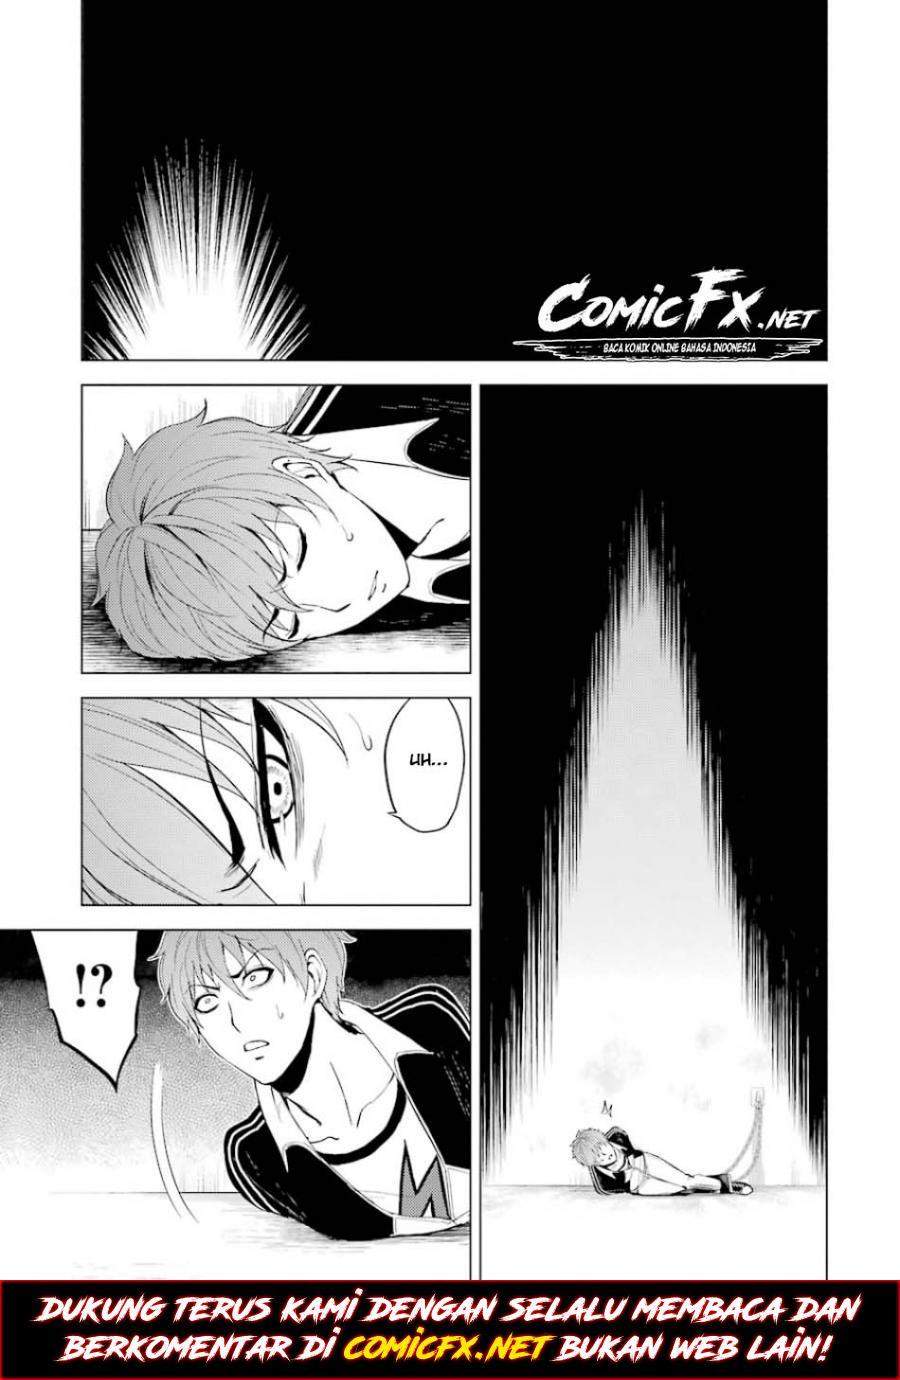 COMICFX.NET
BACA KOMIK ONLINE BAHASA INDONESIA
UH...
!?
M
DUKUNG TERUS KAMI DENGAN SELALU MEMBACA DAN
BERKOMENTAR DI COMICFX.NET BUKAN WEB LAIN!